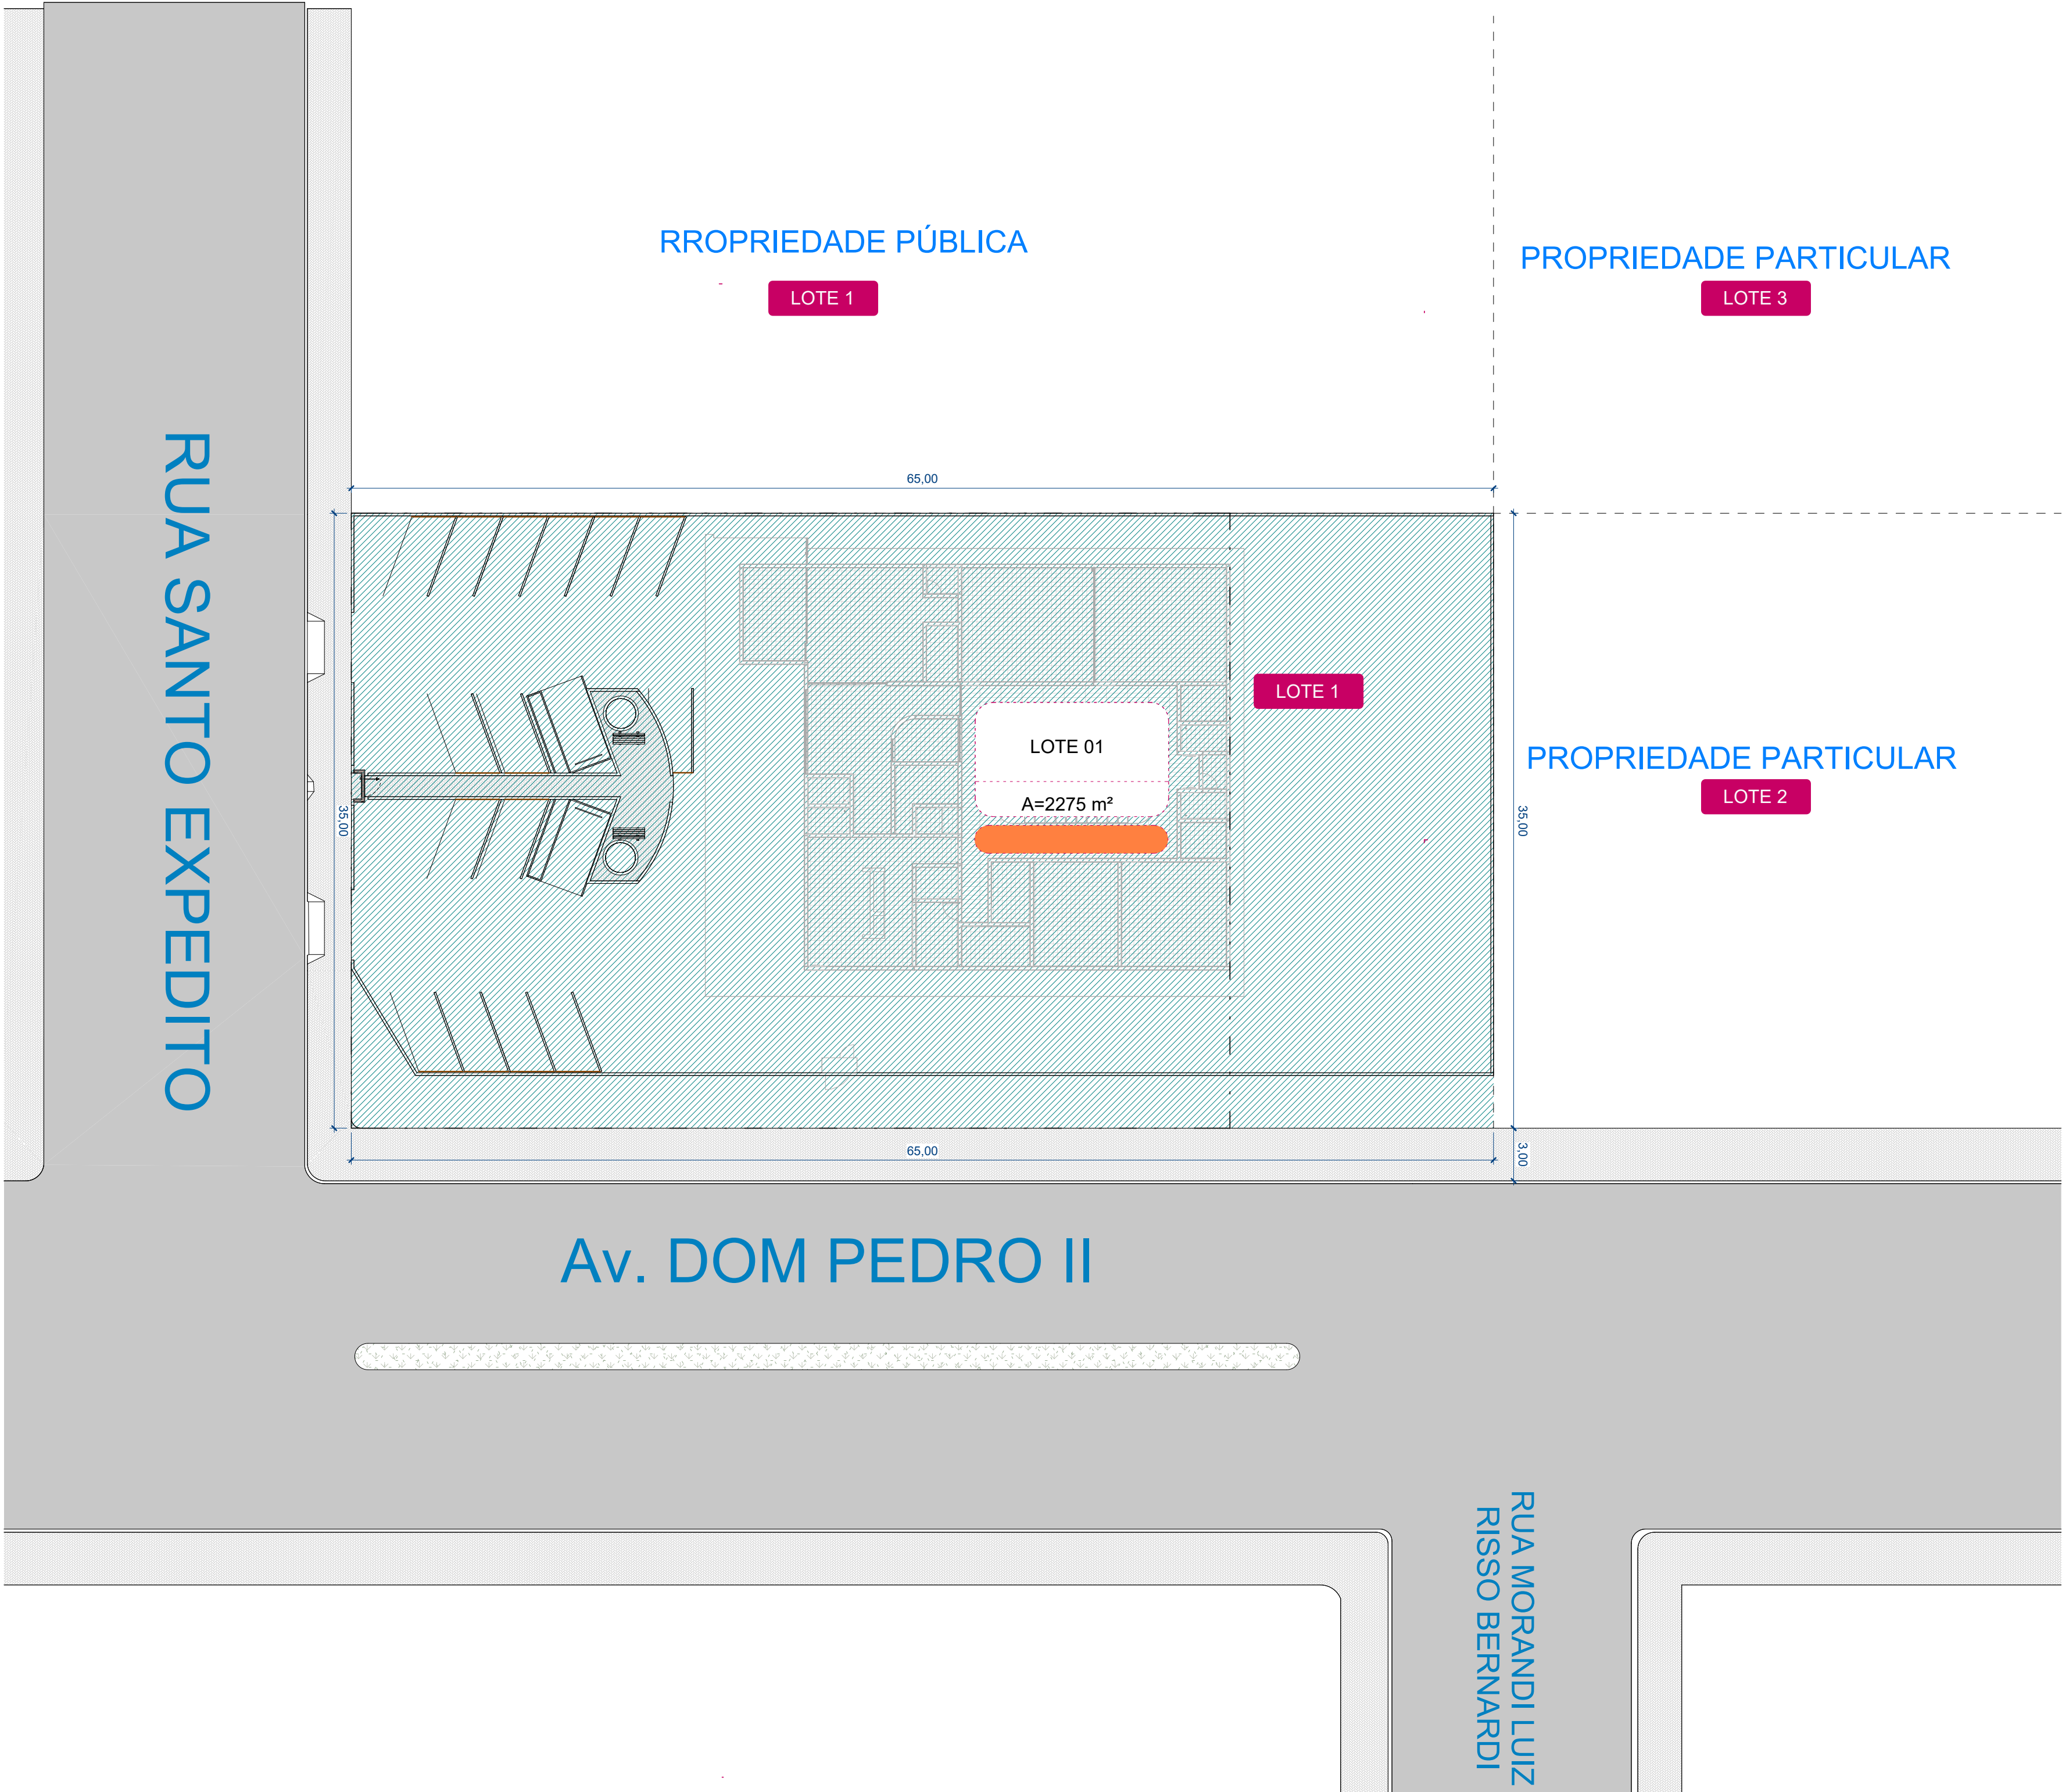 RROPRIEDADE PÚBLICA
LOTE 1
PROPRIEDADE PARTICULAR
LOTE 3
RUA SANTO EXPEDITO
65,00
35,00
LOTE 1
LOTE 01
A=2275 m²
PROPRIEDADE PARTICULAR
LOTE 2
35,00
65,00
3,00
Av. DOM PEDRO II
RUA MORANDI LUIZ
RISSO BERNARDI